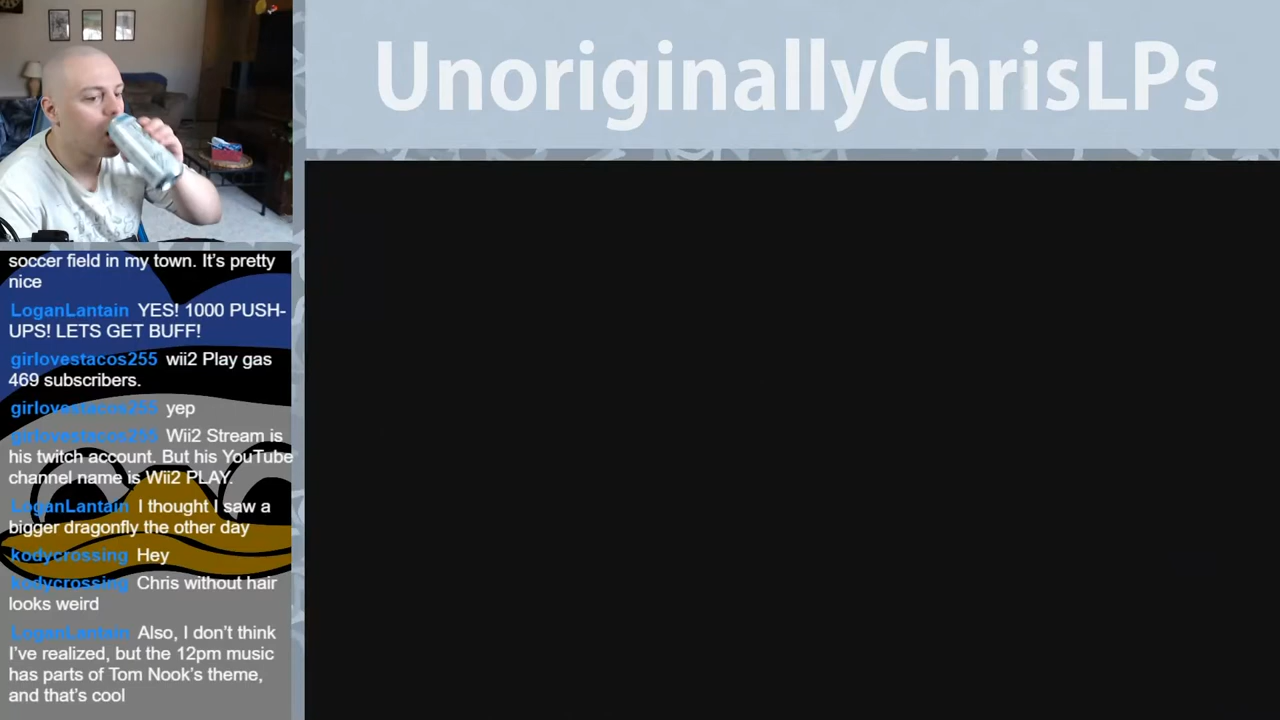 UnoriginallyChrisLPs
soccer field in my town. It's pretty
nice
LoganLantain YES! 1000 PUSH-
UPS! LETS GET BUFF!
girlovestacos255 wii2 Play gas
469 subscribers.
girlovestacos255 yep
girlovestacos255 Wii2 Stream is
his twitch account. But his YouTube
channel name is Wii2 PLAY.
LoganLantain I thought I saw a
bigger dragonfly the other day
kodycrossing Hey
kodycrossing Chris without hair
looks weird
LoganLantain Also, I don't think
I've realized, but the 12pm music
has parts of Tom Nook's theme,
and that's cool